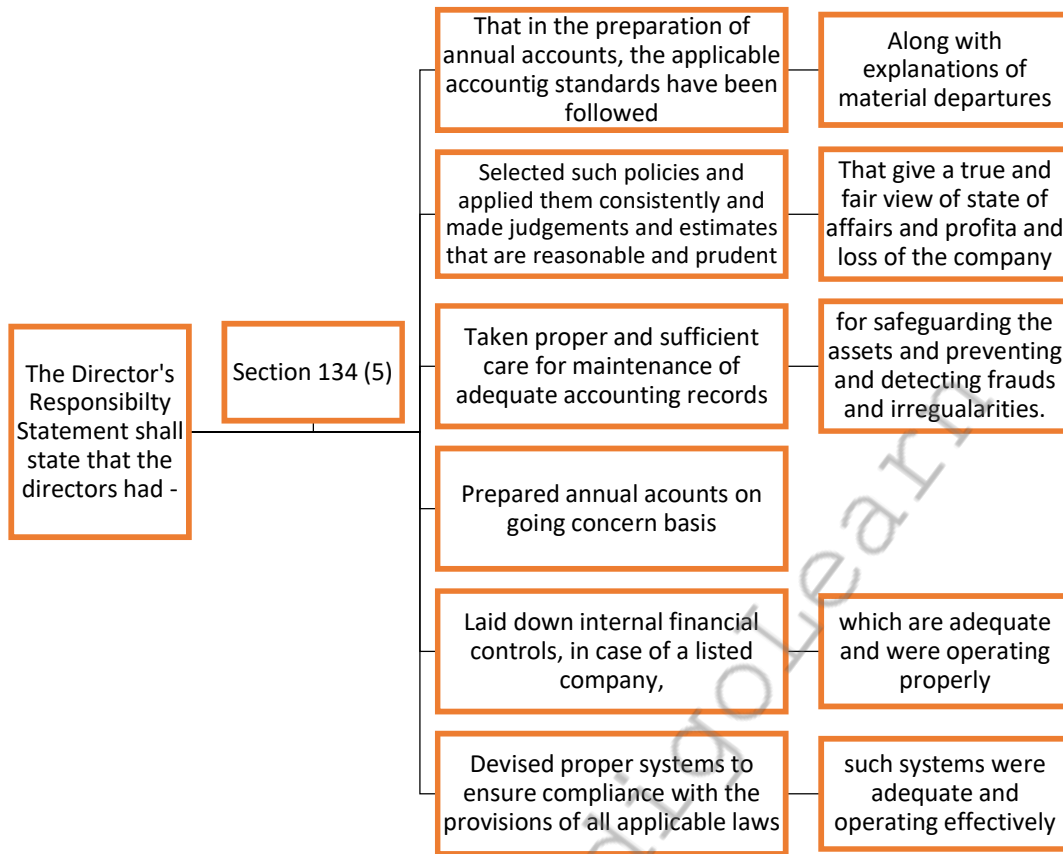 The Director's
Responsibilty
Statement shall
state that the
directors had -
Section 134 (5)
That in the preparation of
annual accounts, the applicable
accountig standards have been
followed
Along with
explanations of
material departures
Selected such policies and
applied them consistently and
made judgements and estimates
that are reasonable and prudent
That give a true and
fair view of state of
affairs and profita and
loss of the company
Taken proper and sufficient
care for maintenance of
adequate accounting records
for safeguarding the
assets and preventing
and detecting frauds
and irregualarities.
Prepared annual acounts on
going concern basis
Laid down internal financial
controls, in case of a listed
company,
which are adequate
and were operating
properly
Devised proper systems to
ensure compliance with the
provisions of all applicable laws
such systems were
adequate and
operating effectively
digoLearn